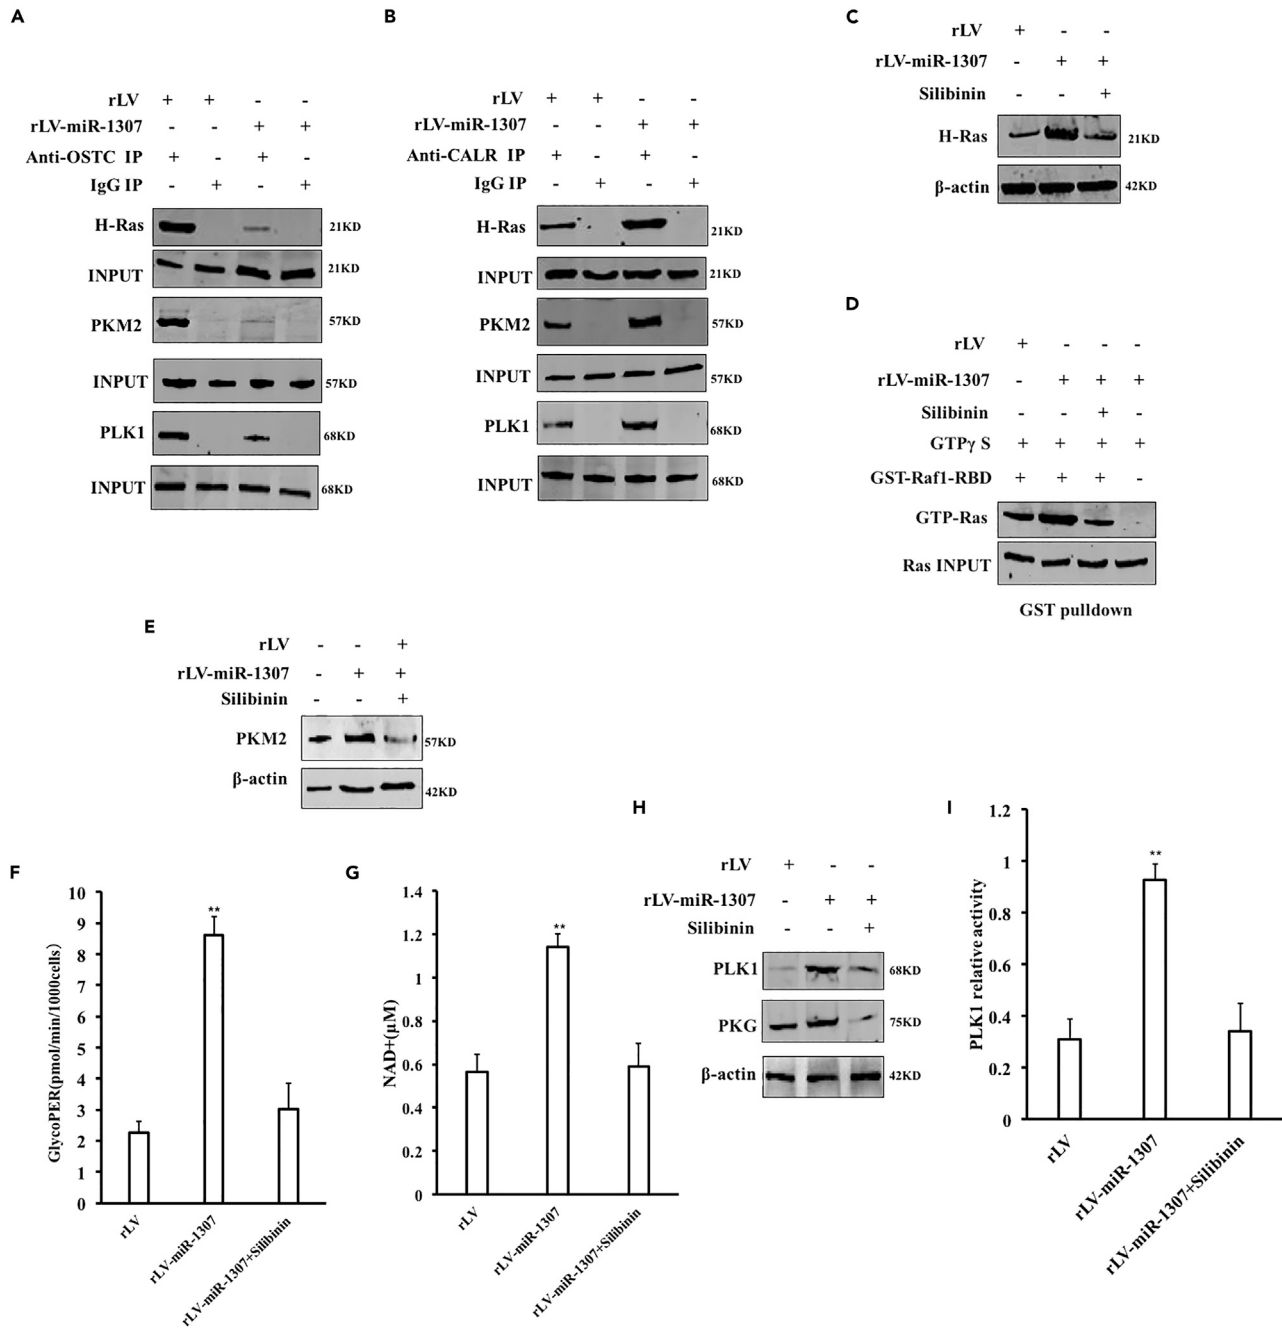 A
rLV + + - -
rLV-miR-1307 - - + +
Anti-OSTC IP + - + -
IgG IP - + - +
H-Ras 21KD
INPUT 21KD
PKM2 57KD
INPUT 57KD
PLK1 68KD
INPUT 68KD
B
rLV + + - -
rLV-miR-1307 - - + +
Anti-CALR IP + - + -
IgG IP - + - +
H-Ras 21KD
INPUT 21KD
PKM2 57KD
INPUT 57KD
PLK1 68KD
INPUT 68KD
C
rLV + - -
rLV-miR-1307 - + +
Silibinin - - +
H-Ras 21KD
β-actin 42KD
D
rLV + - - -
rLV-miR-1307 - + + +
Silibinin - - + -
GTPγ S + + + +
GST-Raf1-RBD + + + -
GTP-Ras
Ras INPUT
GST pulldown
E
rLV - - +
rLV-miR-1307 - + +
Silibinin - - +
PKM2 57KD
β-actin 42KD
F
GlycoPER(pmol/min/1000cells)
10
9
8
7
6
5
4
3
2
1
0
**
rLV
rLV-miR-1307
rLV-miR-1307+Silibinin
G
NAD+(μM)
1.4
1.2
1
0.8
0.6
0.4
0.2
0
**
rLV
rLV-miR-1307
rLV-miR-1307+Silibinin
H
rLV + - -
rLV-miR-1307 - + +
Silibinin - - +
PLK1 68KD
PKG 75KD
β-actin 42KD
I
PLK1 relative activity
1.2
1
0.8
0.6
0.4
0.2
0
**
rLV
rLV-miR-1307
rLV-miR-1307+Silibinin